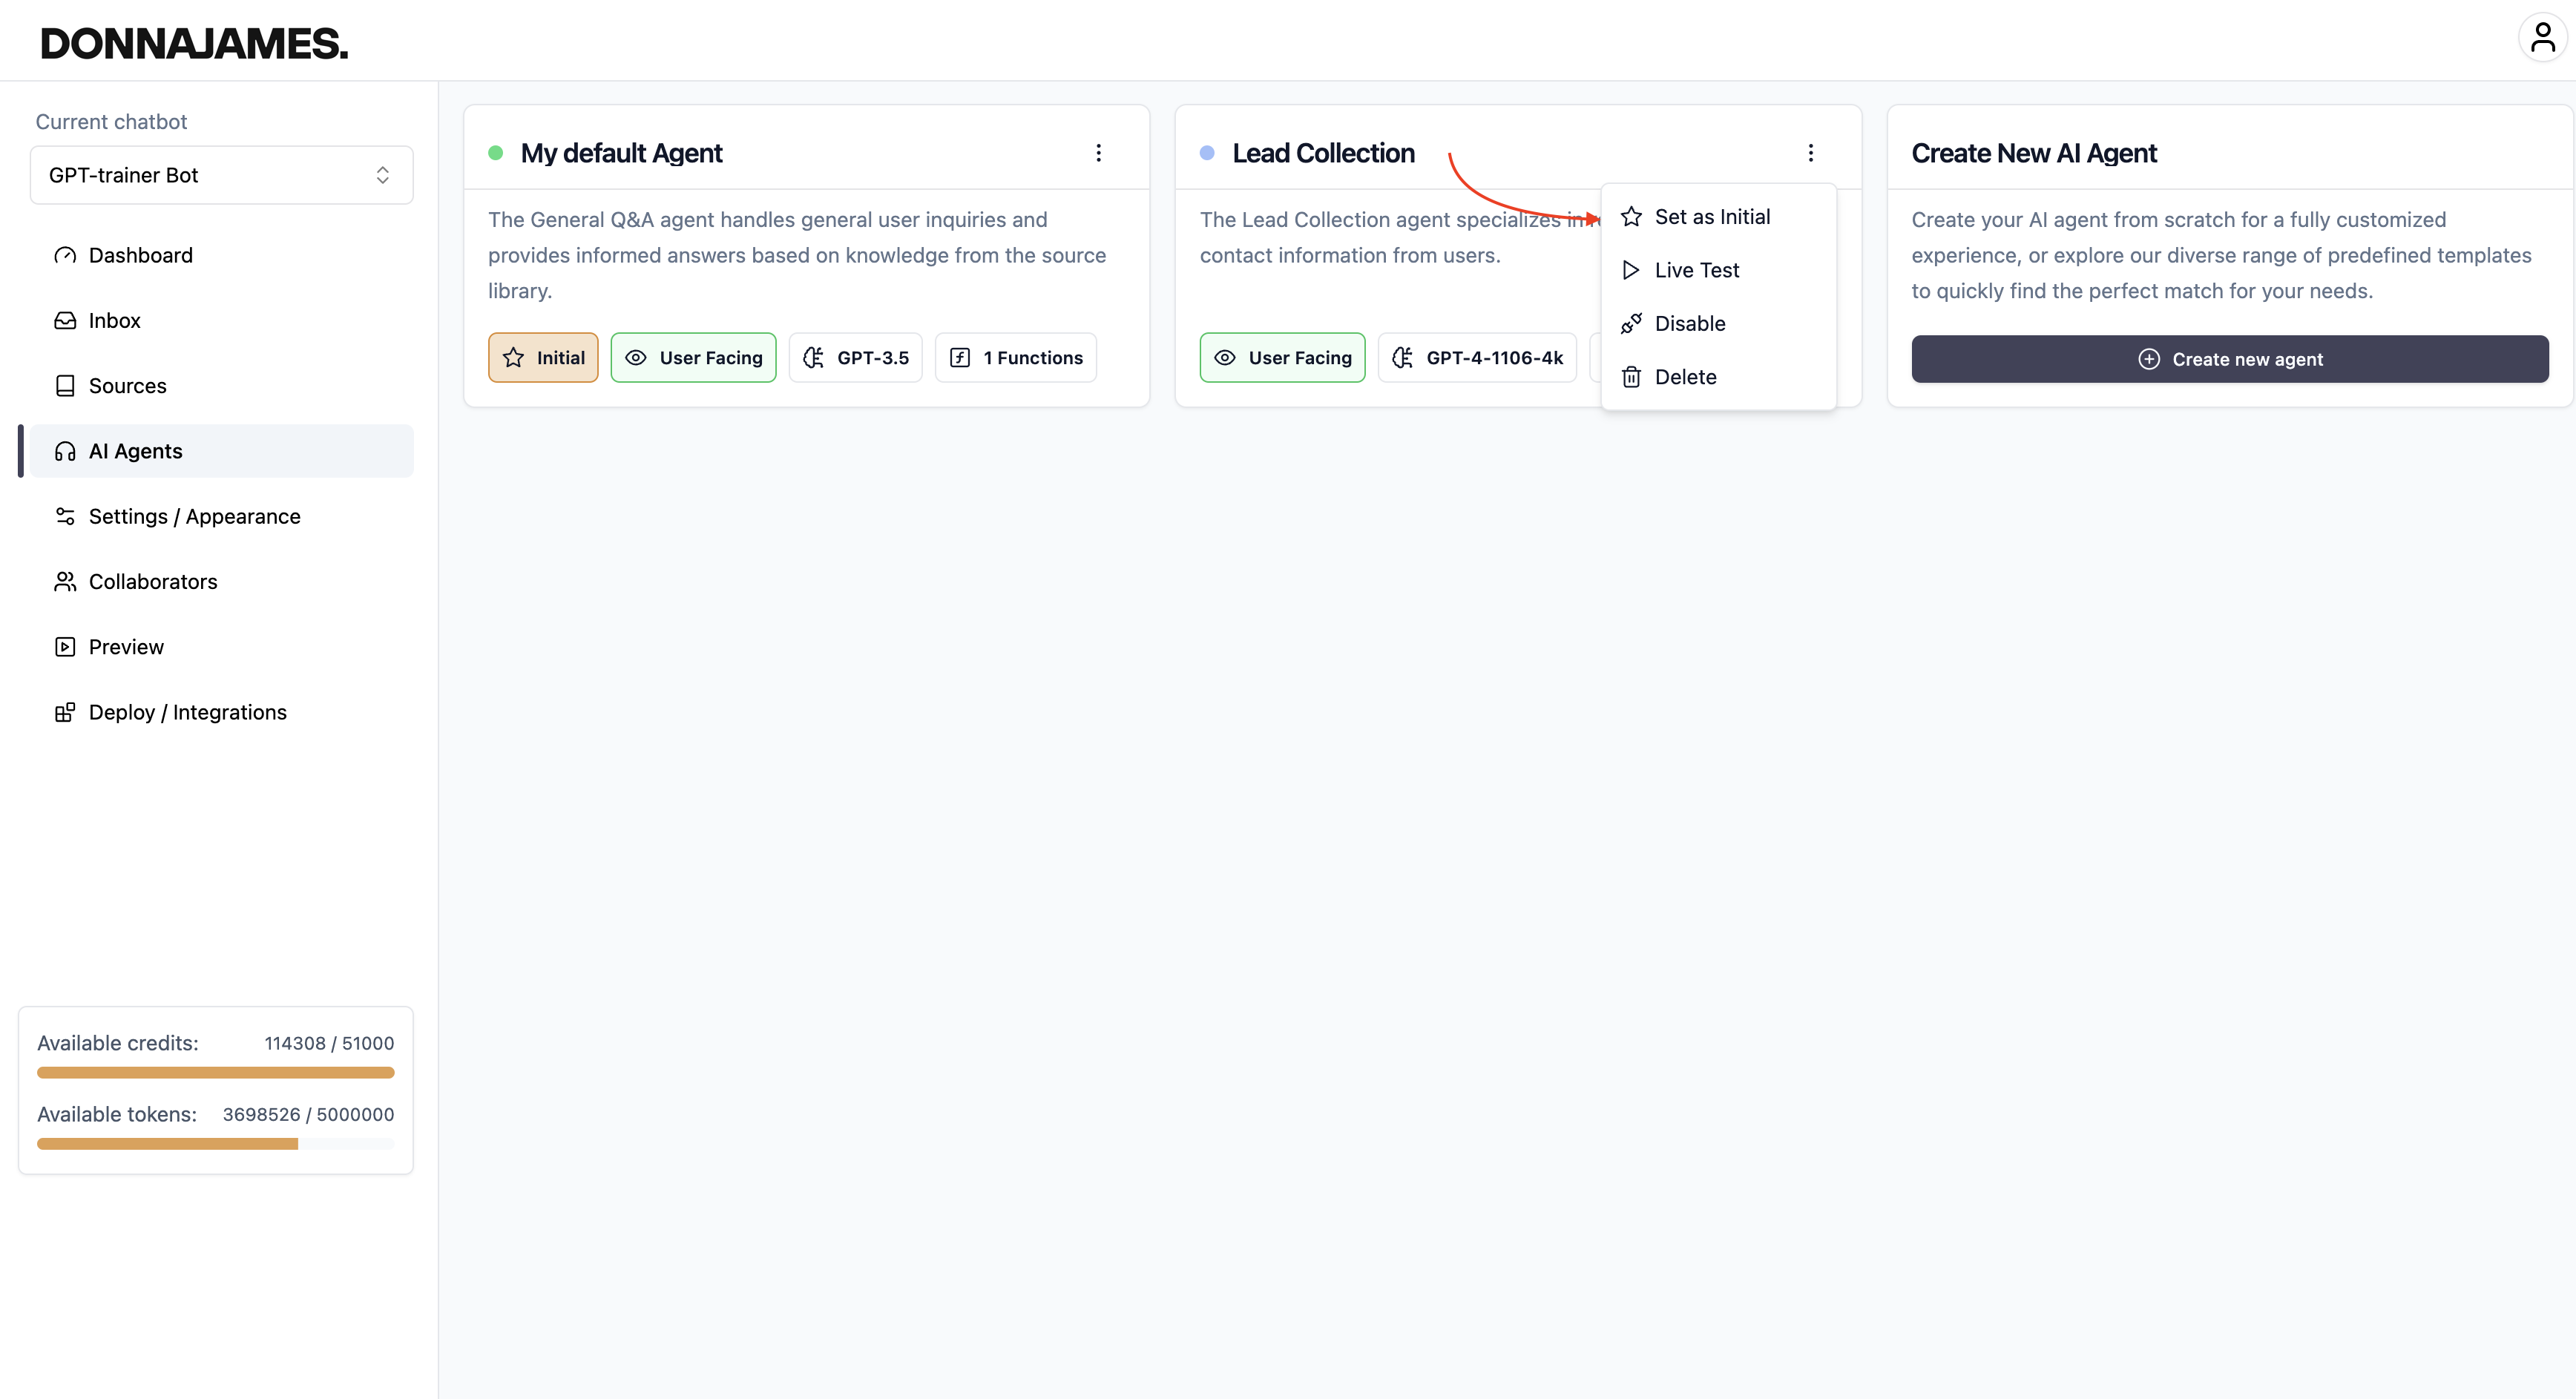 DONNAJAMES.
Current chatbot
GPT-trainer Bot
Dashboard
Inbox
Sources
AI Agents
Settings / Appearance
Collaborators
Preview
Deploy / Integrations
Available credits: 114308 / 51000
Available tokens: 3698526 / 5000000
My default Agent
The General Q&A agent handles general user inquiries and
provides informed answers based on knowledge from the source
library.
Initial User Facing GPT-3.5 1 Functions
Lead Collection
The Lead Collection agent specializes in
contact information from users.
User Facing GPT-4-1106-4k
Set as Initial
Live Test
Disable
Delete
Create New AI Agent
Create your AI agent from scratch for a fully customized
experience, or explore our diverse range of predefined templates
to quickly find the perfect match for your needs.
Create new agent